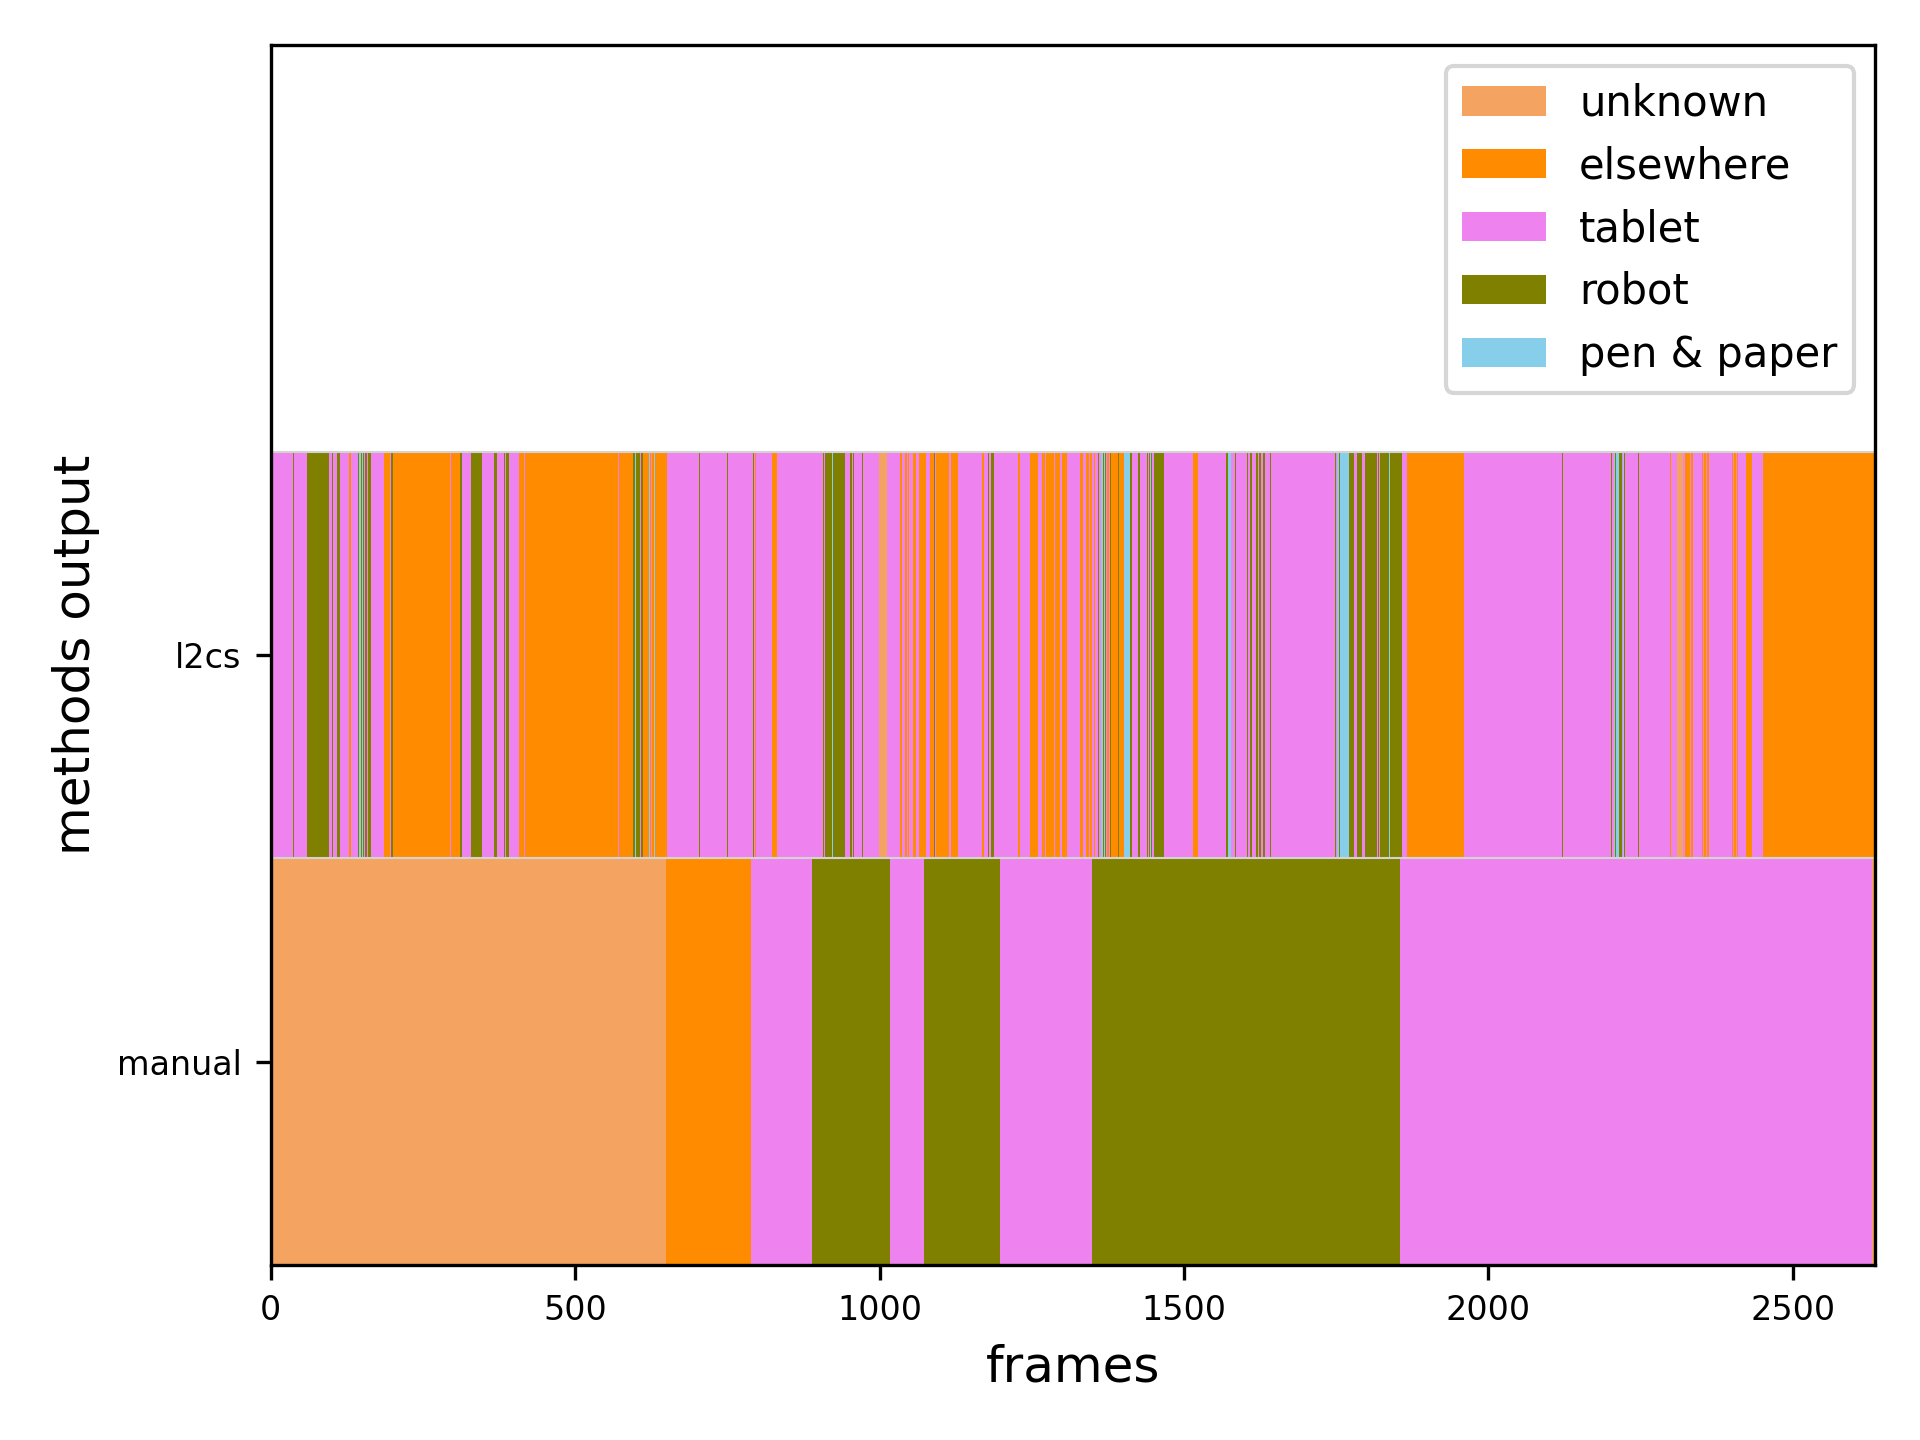 unknown
elsewhere
tablet
robot
pen & paper
methods output
l2cs
manual
0 500 1000 1500 2000 2500
frames